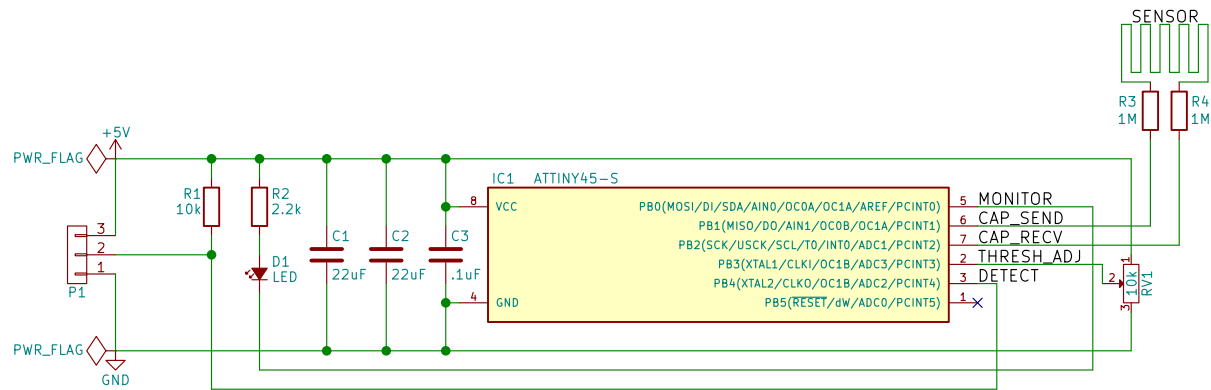 SENSOR
R3
1M
R4
1M
+5V
PWR_FLAG
IC1 ATTINY45-S
R1
10k
R2
2.2k
8 VCC
PB0(MOSI/DI/SDA/AIN0/OC0A/OC1A/AREF/PCINT0) 5 MONITOR
PB1(MISO/DO/AIN1/OC0B/OC1A/PCINT1) 6 CAP_SEND
PB2(SCK/USCK/SCL/T0/INT0/ADC1/PCINT2) 7 CAP_RECV
PB3(XTAL1/CLKI/OC1B/ADC3/PCINT3) 2 THRESH_ADJ
PB4(XTAL2/CLKO/OC1B/ADC2/PCINT4) 3 DETECT
PB5(RESET/dW/ADC0/PCINT5) 1
4 GND
3
2
1
P1
D1
LED
C1
22uF
C2
22uF
C3
.1uF
1
2
3
10k
RV1
PWR_FLAG
GND